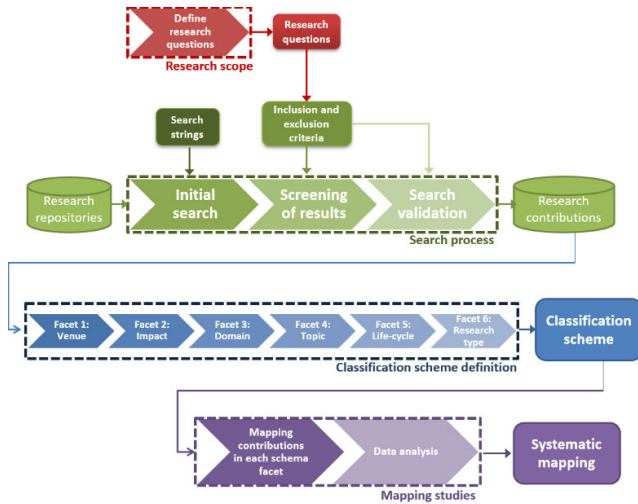 Define
research
questions
Research
questions
Research scope
Search
strings
Inclusion and
exclusion
criteria
Research
repositories
Initial
search
Screening
of results
Search
validation
Research
contributions
Search process
Facet 1:
Venue
Facet 2:
Impact
Facet 3:
Domain
Facet 4:
Topic
Facet 5:
Life-cycle
Facet 6:
Research
type
Classification
scheme
Classification scheme definition
Mapping
contributions
in each schema
facet
Data analysis
Systematic
mapping
Mapping studies